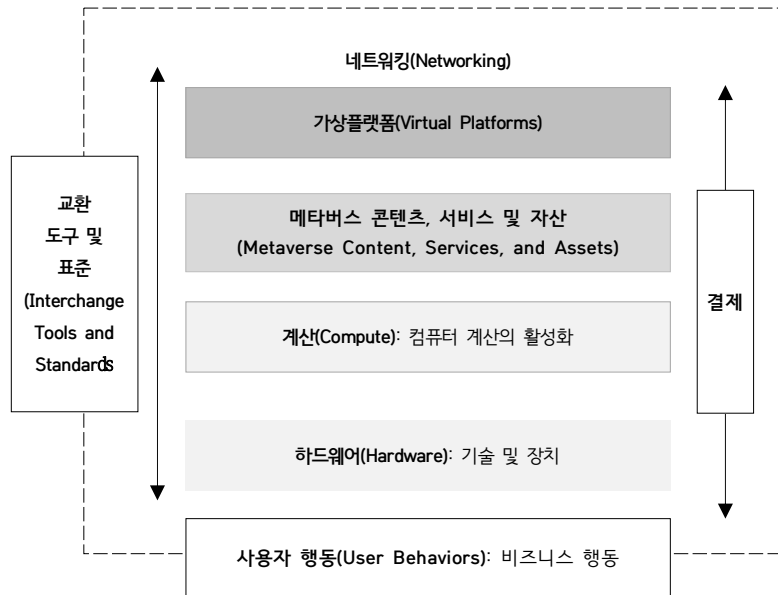 네트워킹(Networking)
가상플랫폼(Virtual Platforms)
교환
도구 및
표준
(Interchange
Tools and
Standards
메타버스 콘텐츠, 서비스 및 자산
(Metaverse Content, Services, and Assets)
결제
계산(Compute): 컴퓨터 계산의 활성화
하드웨어(Hardware): 기술 및 장치
사용자 행동(User Behaviors): 비즈니스 행동